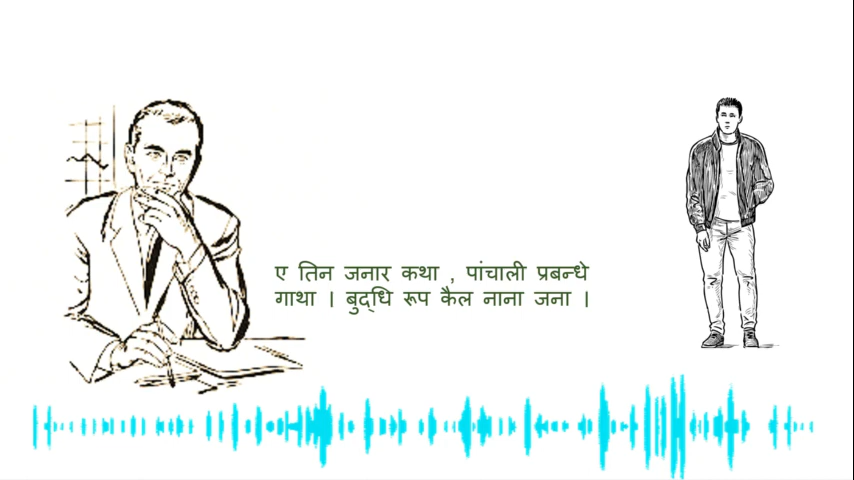 ए तिन जनार कथा , पांचाली प्रबन्धे
गाथा । बुद्धि रूप कैल नाना जना ।